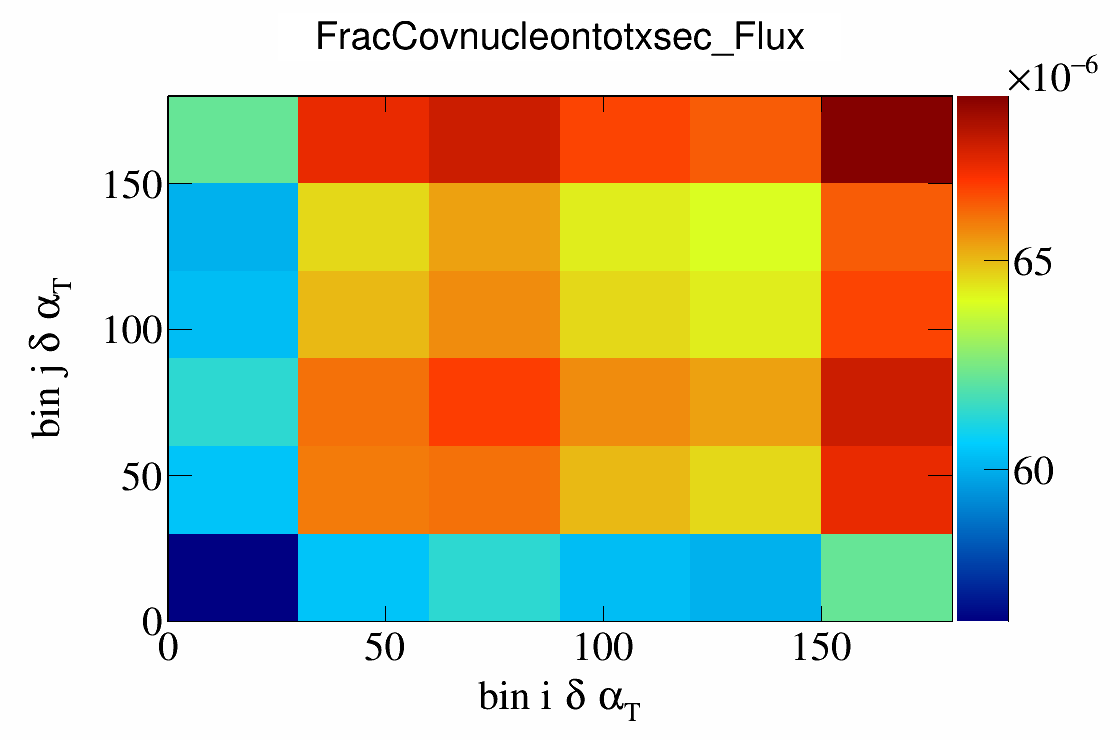 FracCovnucleontotxsec_Flux
×10⁻⁶
150
100
50
0
65
60
0 50 100 150
bin j δ α_T
bin i δ α_T